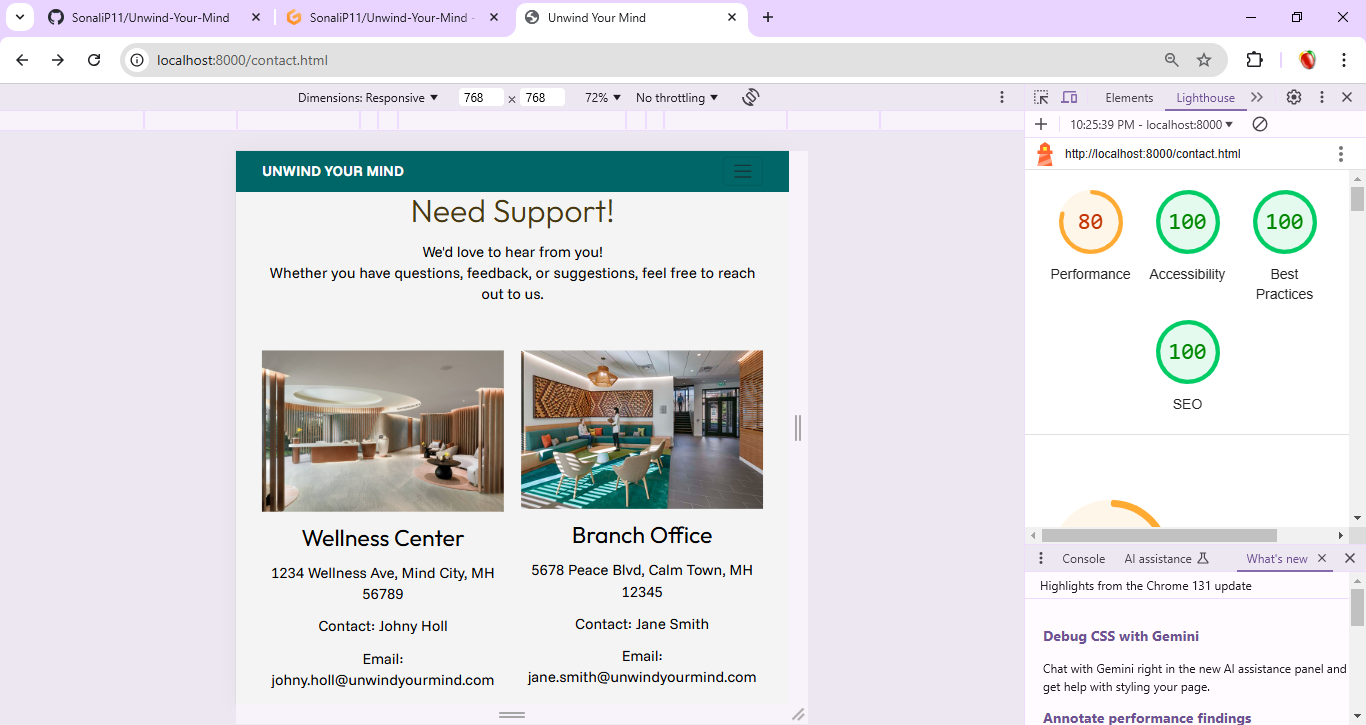 SonaliP11/Unwind-Your-Mind
SonaliP11/Unwind-Your-Mind -
Unwind Your Mind
localhost:8000/contact.html
Dimensions: Responsive
768 x 768
72%
No throttling
Elements
Lighthouse
10:25:39 PM - localhost:8000
http://localhost:8000/contact.html
UNWIND YOUR MIND
Need Support!
We'd love to hear from you!
Whether you have questions, feedback, or suggestions, feel free to reach
out to us.
Wellness Center
1234 Wellness Ave, Mind City, MH
56789
Contact: Johny Holl
Email:
johny.holl@unwindyourmind.com
Branch Office
5678 Peace Blvd, Calm Town, MH
12345
Contact: Jane Smith
Email:
jane.smith@unwindyourmind.com
80
100
100
Performance
Accessibility
Best
Practices
100
SEO
Console
AI assistance
What's new
Highlights from the Chrome 131 update
Debug CSS with Gemini
Chat with Gemini right in the new AI assistance panel and
get help with styling your page.
Annotate performance findings